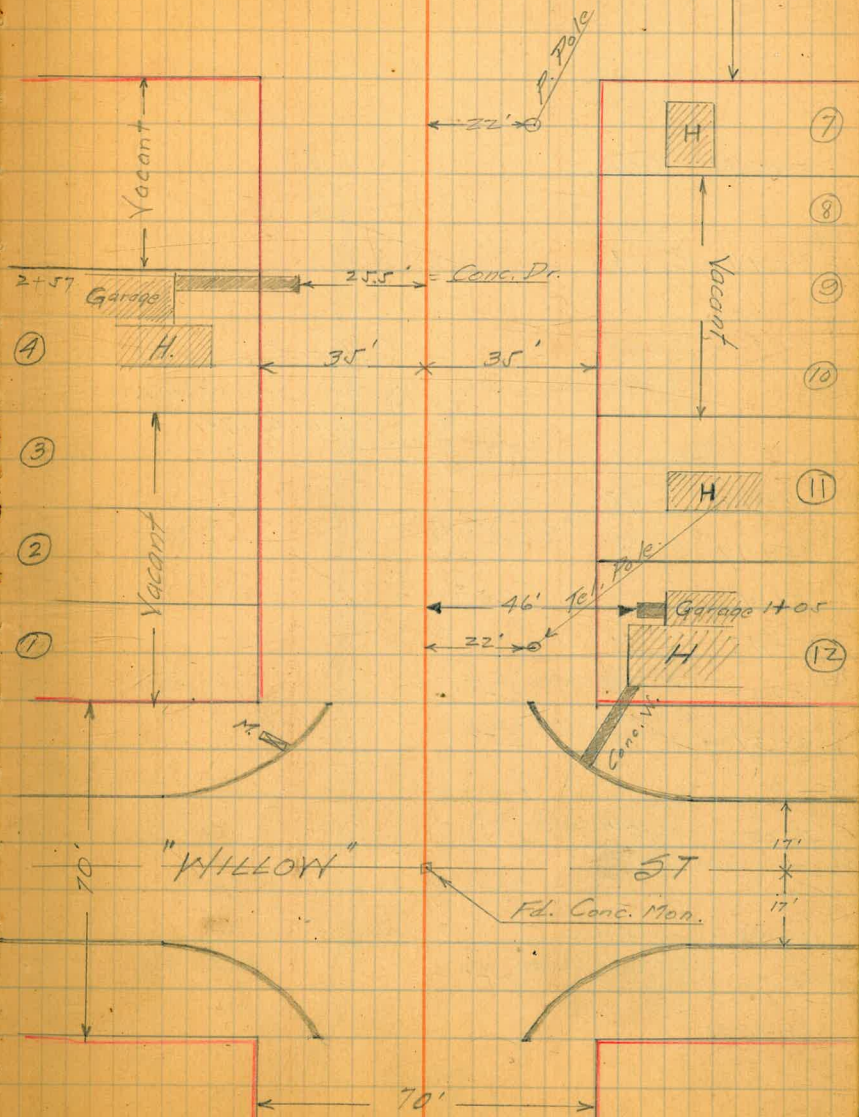 P. Pole
22'
H
7
Vacant
8
2+57
Garage
25.5' = Conc. Dr.
Vacant
9
4
H.
35'
35'
10
3
H
11
Vacant
2
Tel. Pole
46'
Garage 1+05
1
22'
H
12
M.
Conc. W.
70'
"WILLOW" ST
17'
17'
Fd. Conc. Mon.
70'